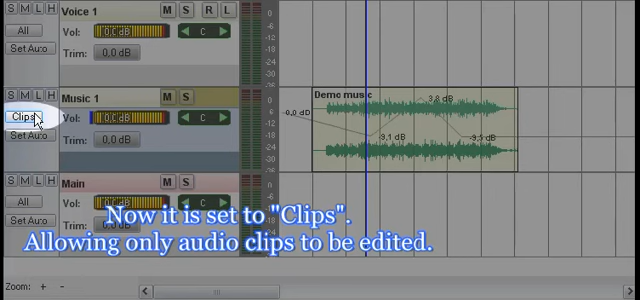 S M L H Voice 1 M S R L
All Vol: 0,0 dB C
Set Auto Trim: 0,0 dB
S M L H Music 1 M S Demo music
Clips Vol: 0,0 dB C -0,0 dB 3,8 dB
Set Auto Trim: 0,0 dB -9,1 dB -9,5 dB
S M L H Main M S
All Vol: 0,0 dB C
Set Auto Trim: 0,0 dB
Now it is set to "Clips".
Allowing only audio clips to be edited.
Zoom: + -